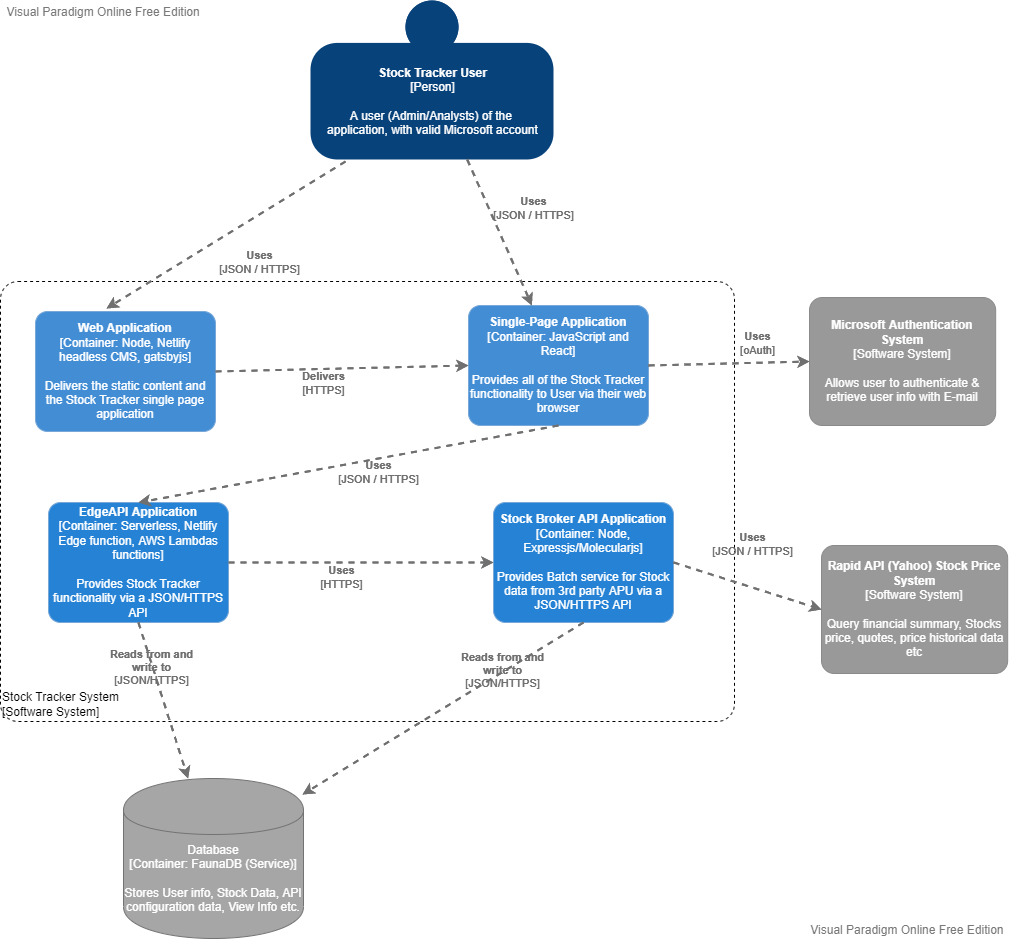 Visual Paradigm Online Free Edition
Stock Tracker User
[Person]
A user (Admin/Analysts) of the
application, with valid Microsoft account
Uses
[JSON / HTTPS]
Uses
[JSON / HTTPS]
Web Application
[Container: Node, Netlify
headless CMS, gatsbyjs]
Delivers the static content and
the Stock Tracker single page
application
Delivers
[HTTPS]
Single-Page Application
[Container: JavaScript and
React]
Provides all of the Stock Tracker
functionality to User via their web
browser
Uses
[oAuth]
Microsoft Authentication
System
[Software System]
Allows user to authenticate &
retrieve user info with E-mail
Uses
[JSON / HTTPS]
EdgeAPI Application
[Container: Serverless, Netlify
Edge function, AWS Lambdas
functions]
Provides Stock Tracker
functionality via a JSON/HTTPS
API
Uses
[HTTPS]
Stock Broker API Application
[Container: Node,
Expressjs/Molecularjs]
Provides Batch service for Stock
data from 3rd party APU via a
JSON/HTTPS API
Uses
[JSON / HTTPS]
Rapid API (Yahoo) Stock Price
System
[Software System]
Query financial summary, Stocks
price, quotes, price historical data
etc
Reads from and
write to
[JSON/HTTPS]
Reads from and
write to
[JSON/HTTPS]
Stock Tracker System
[Software System]
Database
[Container: FaunaDB (Service)]
Stores User info, Stock Data, API
configuration data, View Info etc.
Visual Paradigm Online Free Edition